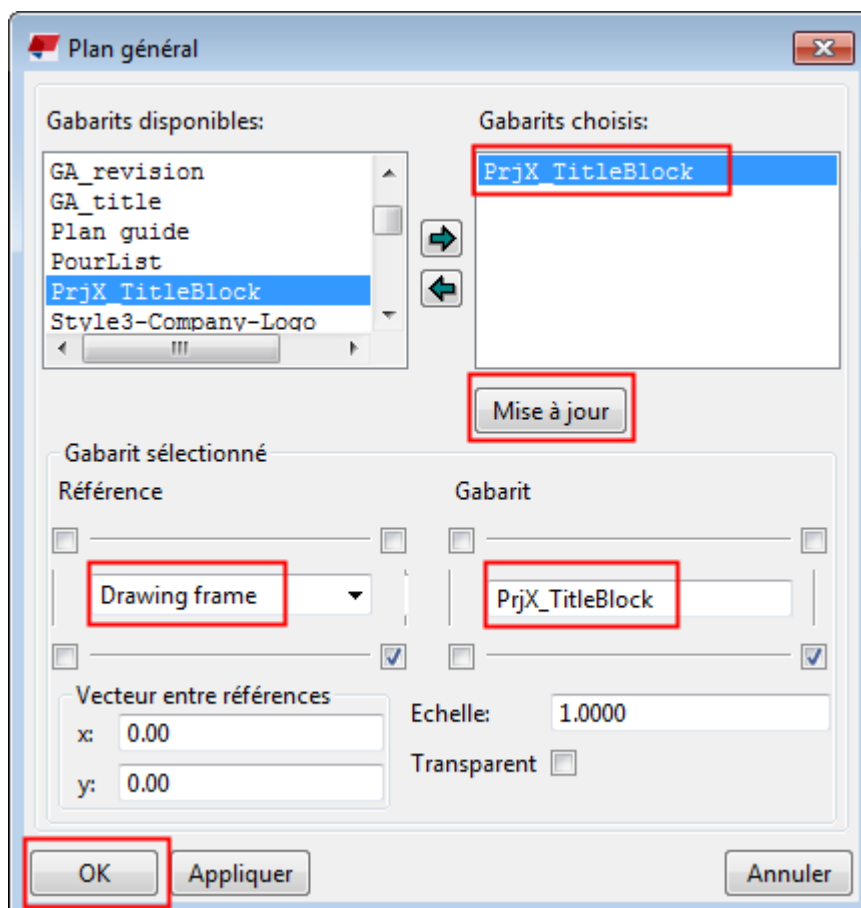 Plan général
Gabarits disponibles:
Gabarits choisis:
GA_revision
GA_title
Plan guide
PourList
PrjX_TitleBlock
Style3-Company-Logo
PrjX_TitleBlock
Mise à jour
Gabarit sélectionné
Référence
Gabarit
Drawing frame
PrjX_TitleBlock
Vecteur entre références
x: 0.00
y: 0.00
Echelle: 1.0000
Transparent
OK
Appliquer
Annuler